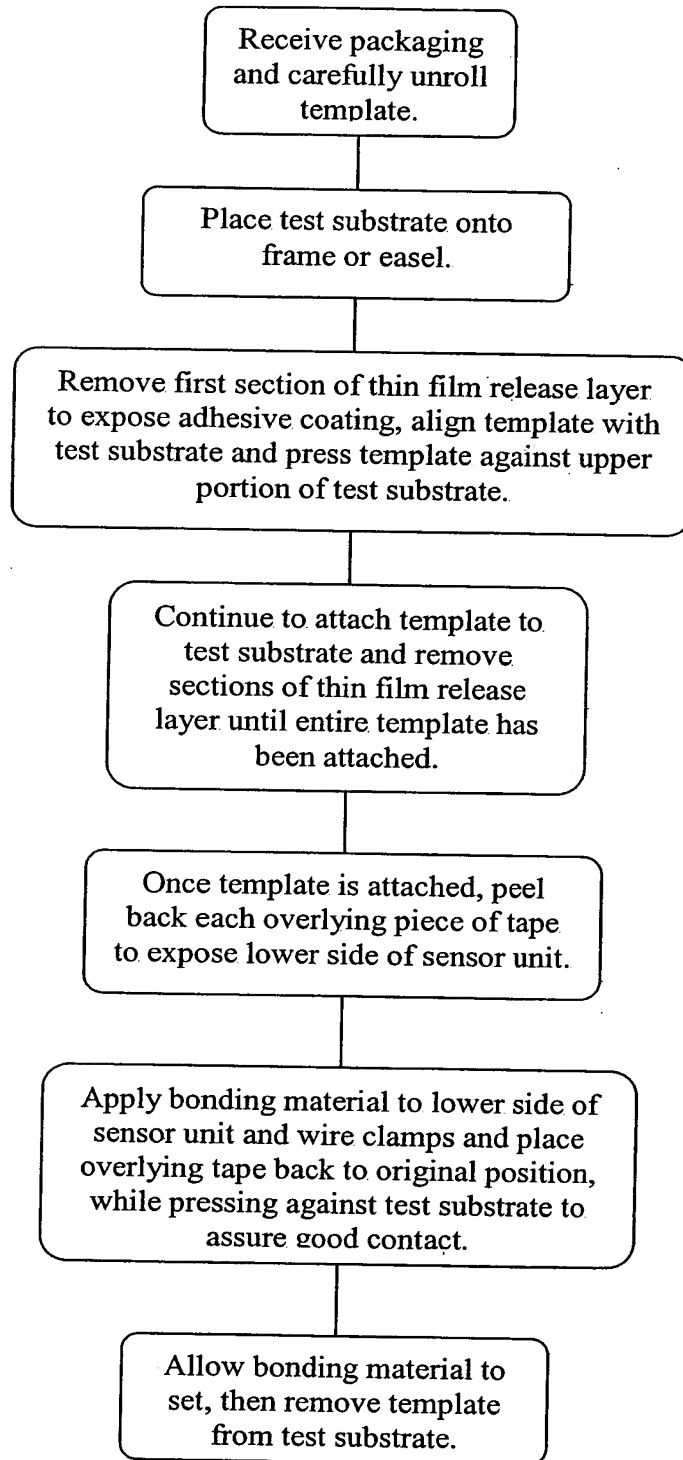 Receive packaging
and carefully unroll
template.
Place test substrate onto
frame or easel.
Remove first section of thin film release layer
to expose adhesive coating, align template with
test substrate and press template against upper
portion of test substrate.
Continue to attach template to
test substrate and remove
sections of thin film release
layer until entire template has
been attached.
Once template is attached, peel
back each overlying piece of tape
to expose lower side of sensor unit.
Apply bonding material to lower side of
sensor unit and wire clamps and place
overlying tape back to original position,
while pressing against test substrate to
assure good contact.
Allow bonding material to
set, then remove template
from test substrate.